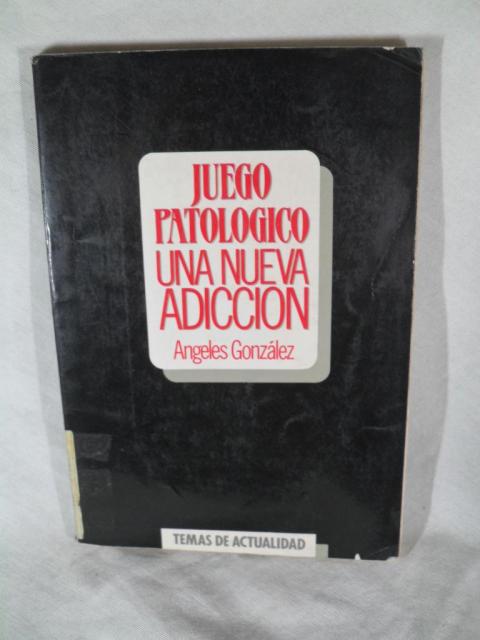 JUEGO
PATOLOGICO
UNA NUEVA
ADICCION
Angeles González
TEMAS DE ACTUALIDAD